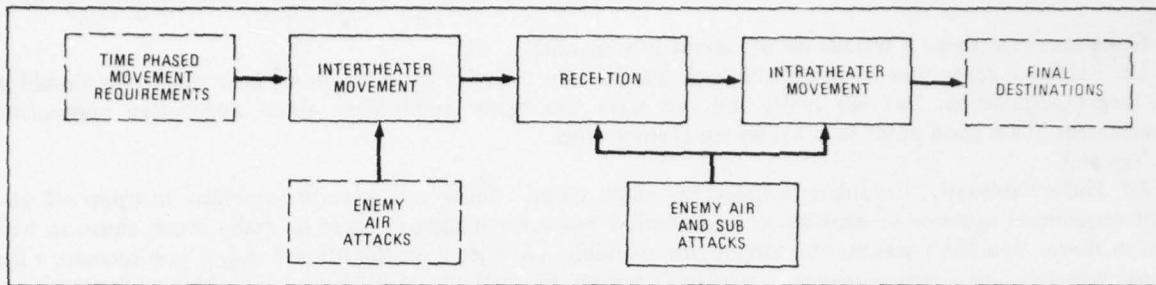 TIME PHASED
MOVEMENT
REQUIREMENTS
INTERTHEATER
MOVEMENT
RECEPTION
INTRATHEATER
MOVEMENT
FINAL
DESTINATIONS
ENEMY
AIR
ATTACKS
ENEMY AIR
AND SUB
ATTACKS